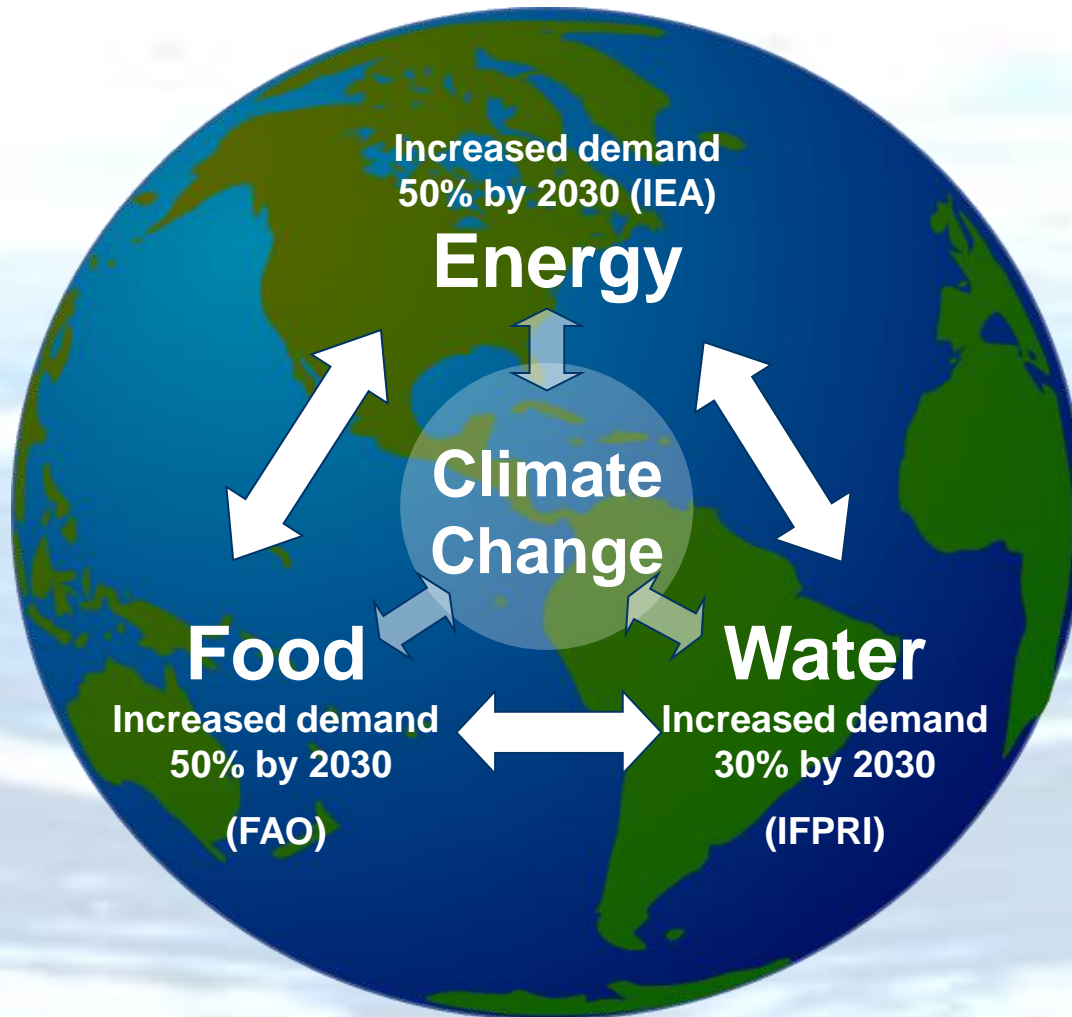 Increased demand
50% by 2030 (IEA)
Energy
Climate
Change
Food
Increased demand
50% by 2030
(FAO)
Water
Increased demand
30% by 2030
(IFPRI)